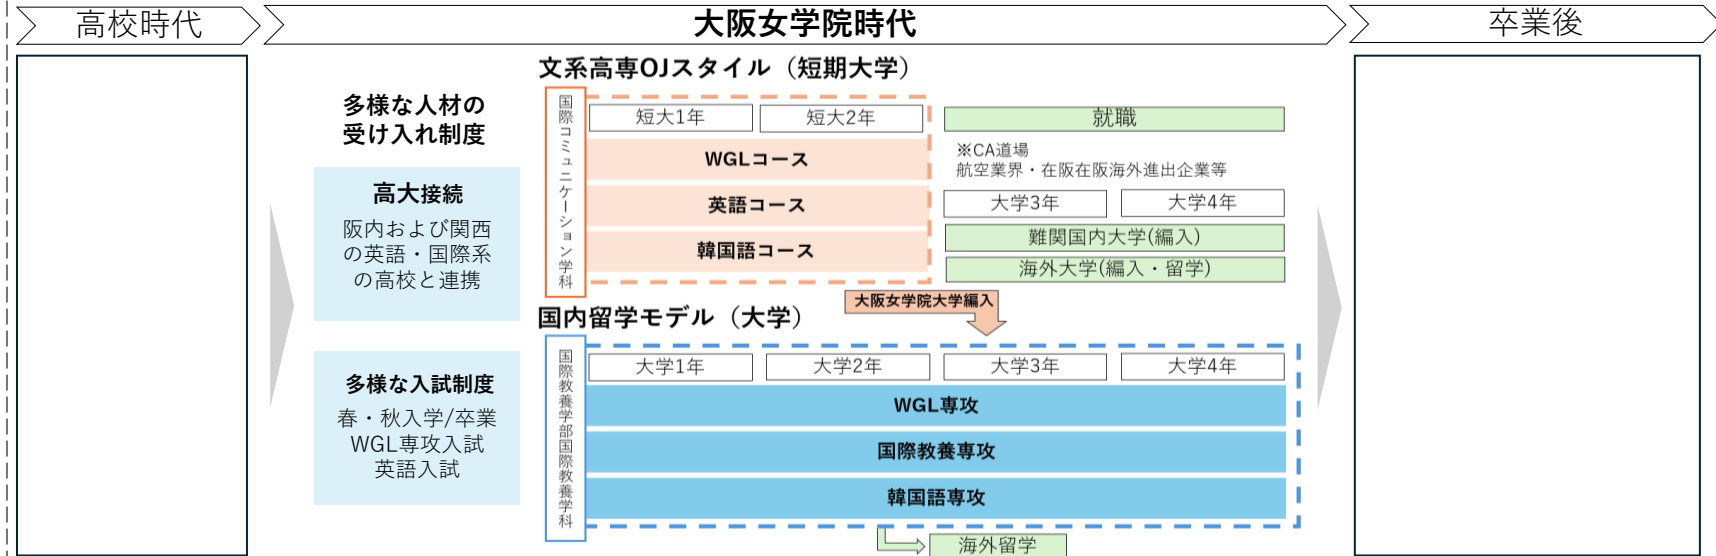 高校時代
大阪女学院時代
卒業後
多様な人材の
受け入れ制度
高大接続
阪内および関西
の英語・国際系
の高校と連携
多様な入試制度
春・秋入学/卒業
WGL専攻入試
英語入試
文系高専OJスタイル（短期大学）
国際コミュニケーション学科
短大1年
短大2年
WGLコース
英語コース
韓国語コース
就職
※CA道場
航空業界・在阪在阪海外進出企業等
大学3年
大学4年
難関国内大学(編入)
海外大学(編入・留学)
大阪女学院大学編入
国内留学モデル（大学）
国際教養学部国際教養学科
大学1年
大学2年
大学3年
大学4年
WGL専攻
国際教養専攻
韓国語専攻
海外留学